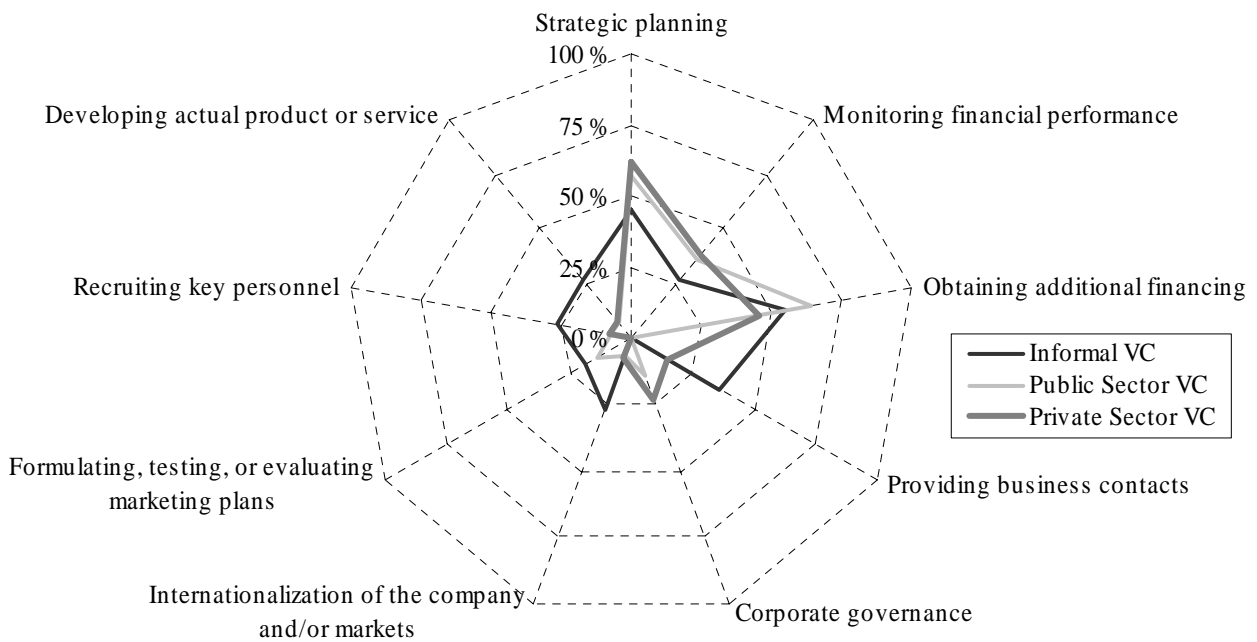 Strategic planning
100 %
Developing actual product or service
Monitoring financial performance
75 %
50 %
25 %
Recruiting key personnel
Obtaining additional financing
0 %
Informal VC
Public Sector VC
Private Sector VC
Formulating, testing, or evaluating
marketing plans
Providing business contacts
Internationalization of the company
and/or markets
Corporate governance